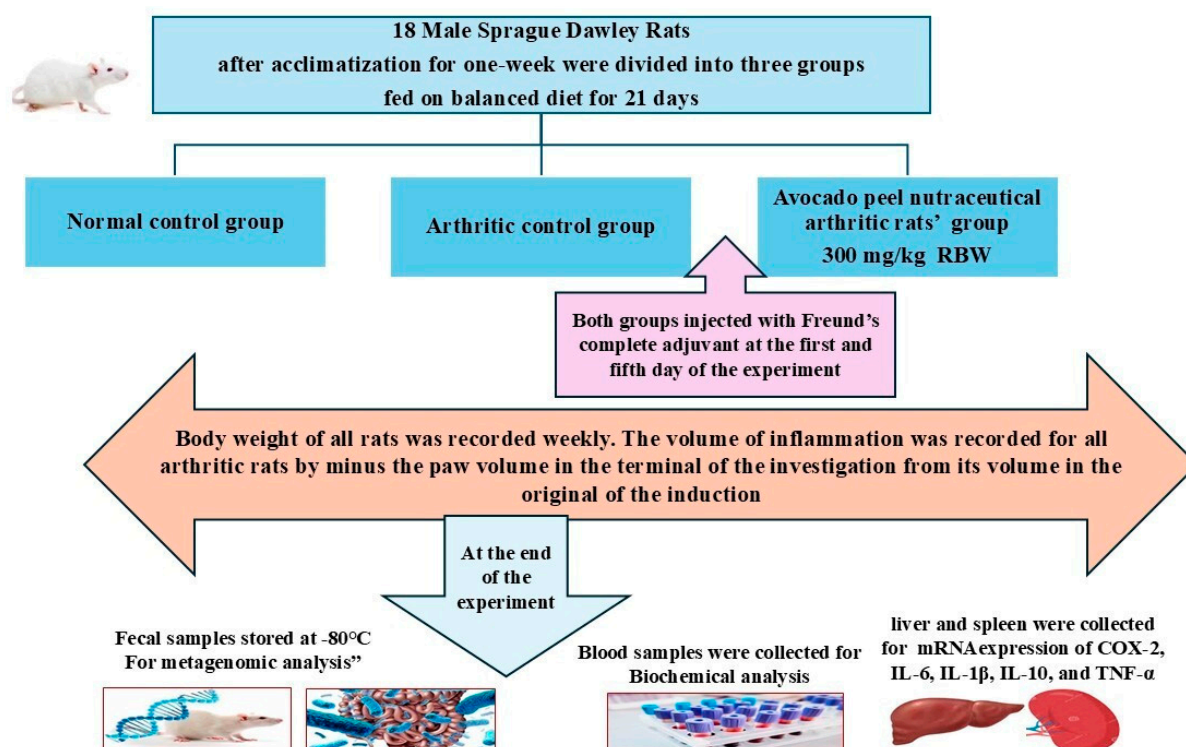 18 Male Sprague Dawley Rats
after acclimatization for one-week were divided into three groups
fed on balanced diet for 21 days
Normal control group
Arthritic control group
Avocado peel nutraceutical
arthritic rats’ group
300 mg/kg RBW
Both groups injected with Freund’s
complete adjuvant at the first and
fifth day of the experiment
Body weight of all rats was recorded weekly. The volume of inflammation was recorded for all
arthritic rats by minus the paw volume in the terminal of the investigation from its volume in the
original of the induction
At the end
of the
experiment
Fecal samples stored at -80°C
For metagenomic analysis”
Blood samples were collected for
Biochemical analysis
liver and spleen were collected
for mRNA expression of COX-2,
IL-6, IL-1β, IL-10, and TNF-α